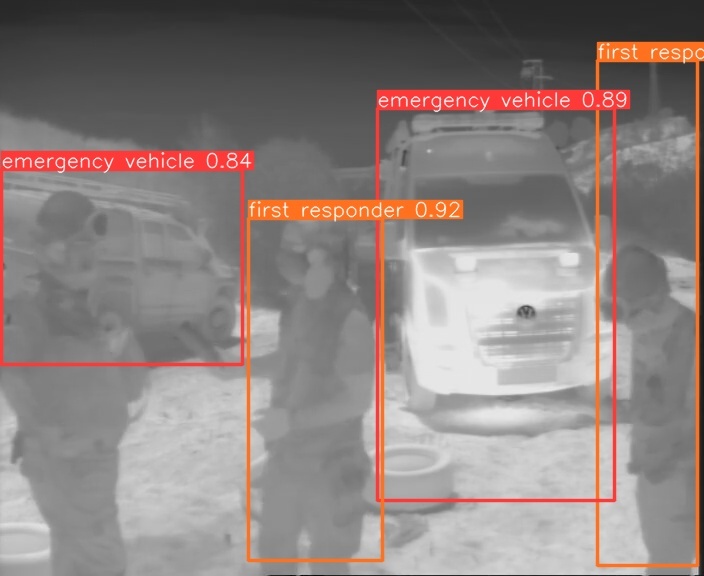 first respo
emergency vehicle 0.89
emergency vehicle 0.84
first responder 0.92